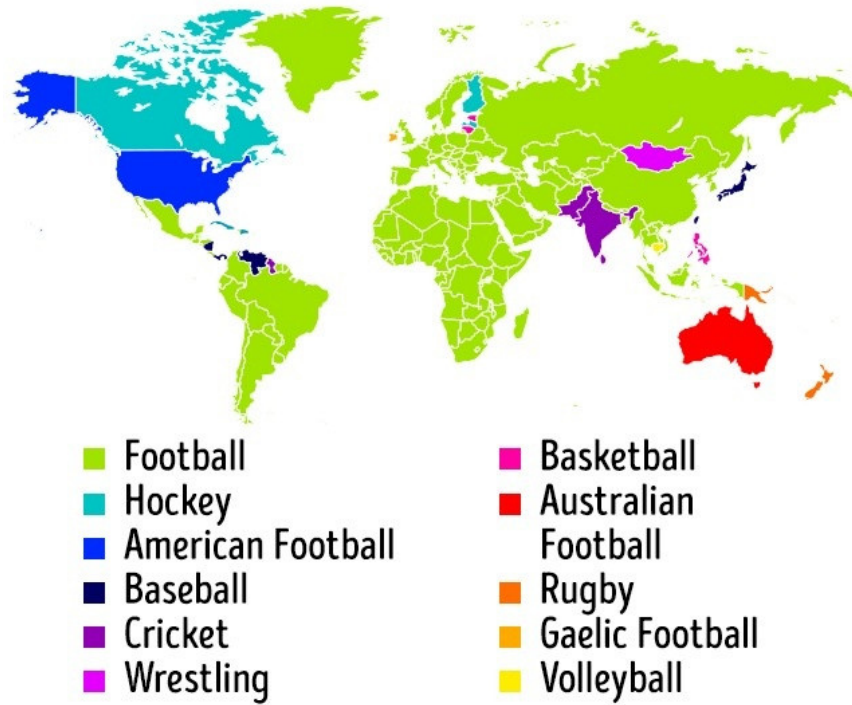 Football
Hockey
American Football
Baseball
Cricket
Wrestling
Basketball
Australian
Football
Rugby
Gaelic Football
Volleyball